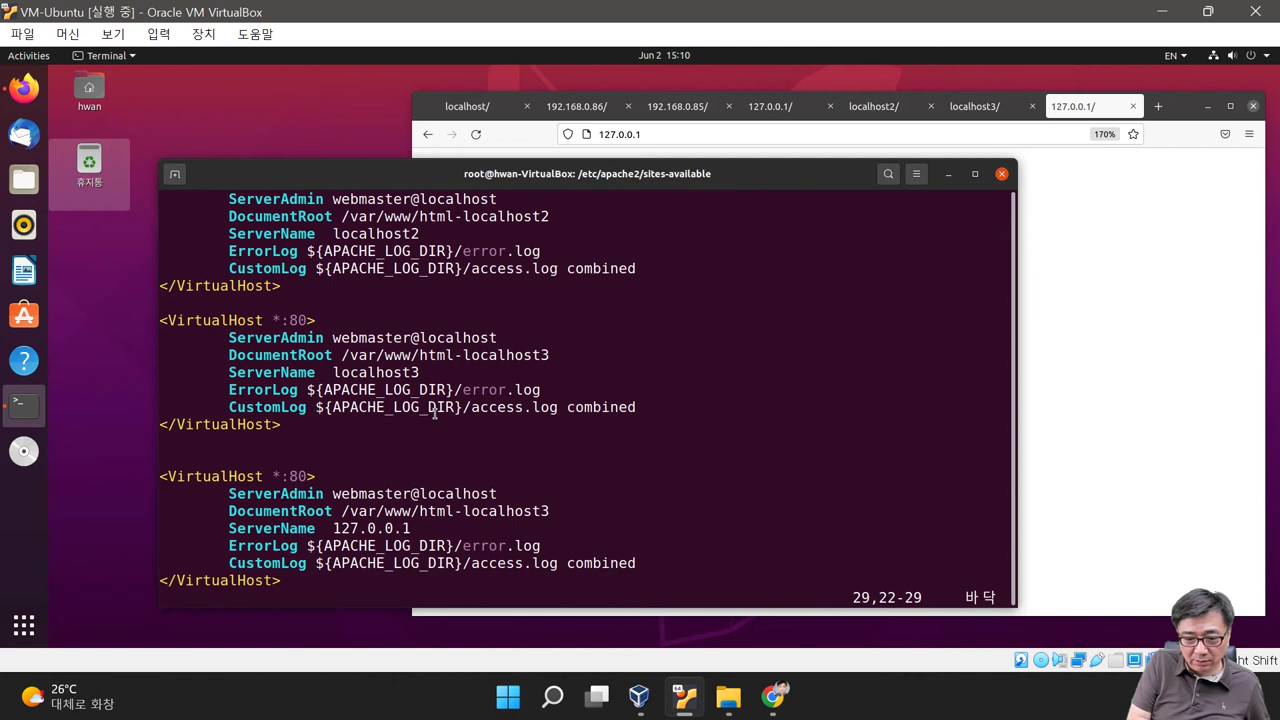 VM-Ubuntu [실행 중] - Oracle VM VirtualBox
파일 머신 보기 입력 장치 도움말
Activities Terminal Jun 2 15:10 EN
hwan
휴지통
localhost/ 192.168.0.86/ 192.168.0.85/ 127.0.0.1/ localhost2/ localhost3/ 127.0.0.1/
127.0.0.1 170%
root@hwan-VirtualBox: /etc/apache2/sites-available
ServerAdmin webmaster@localhost
DocumentRoot /var/www/html-localhost2
ServerName localhost2
ErrorLog ${APACHE_LOG_DIR}/error.log
CustomLog ${APACHE_LOG_DIR}/access.log combined
</VirtualHost>
<VirtualHost *:80>
ServerAdmin webmaster@localhost
DocumentRoot /var/www/html-localhost3
ServerName localhost3
ErrorLog ${APACHE_LOG_DIR}/error.log
CustomLog ${APACHE_LOG_DIR}/access.log combined
</VirtualHost>
<VirtualHost *:80>
ServerAdmin webmaster@localhost
DocumentRoot /var/www/html-localhost3
ServerName 127.0.0.1
ErrorLog ${APACHE_LOG_DIR}/error.log
CustomLog ${APACHE_LOG_DIR}/access.log combined
</VirtualHost>
29,22-29 바닥
Shift
26°C
대체로 화창